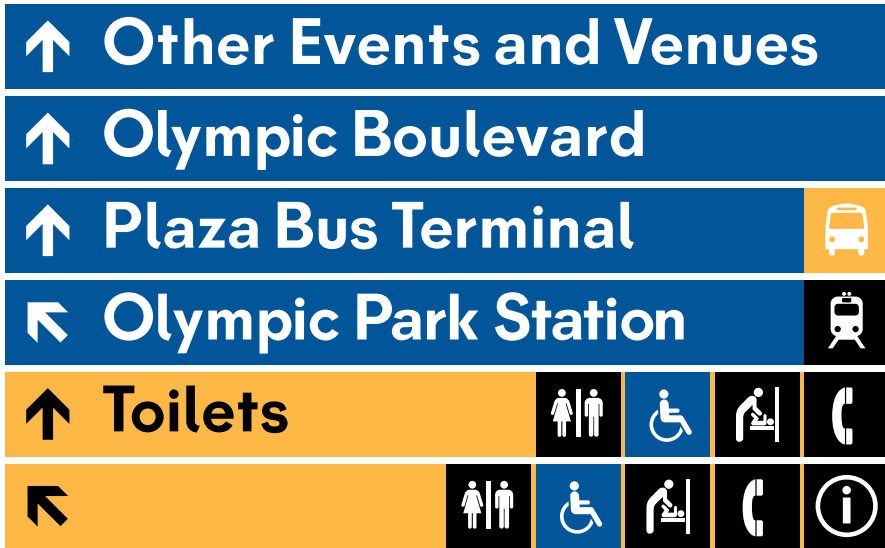 Other Events and Venues
Olympic Boulevard
Plaza Bus Terminal
Olympic Park Station
Toilets
i